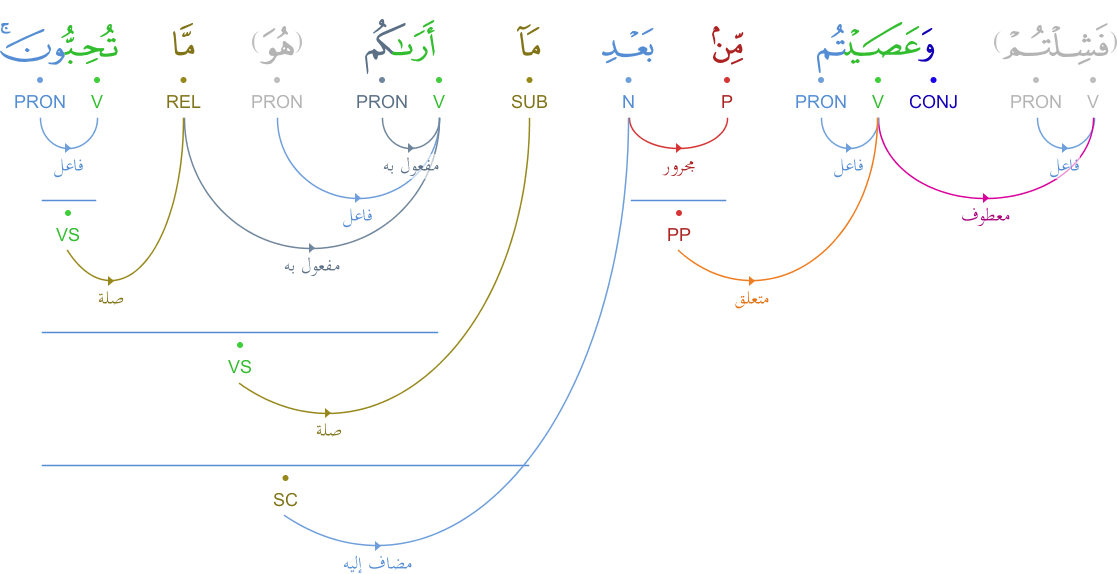 (فَشِلْتُمْ) وَعَصَيْتُم مِّنۢ بَعْدِ مَآ أَرَىٰكُم (هُوَ) مَّا تُحِبُّونَ ۚ
PRON V REL PRON PRON V SUB N P PRON V CONJ PRON V
فاعل فاعل مجرور مفعول به فاعل
معطوف فاعل
VS PP
مفعول به
متعلق صلة
VS
صلة
SC
مضاف إليه